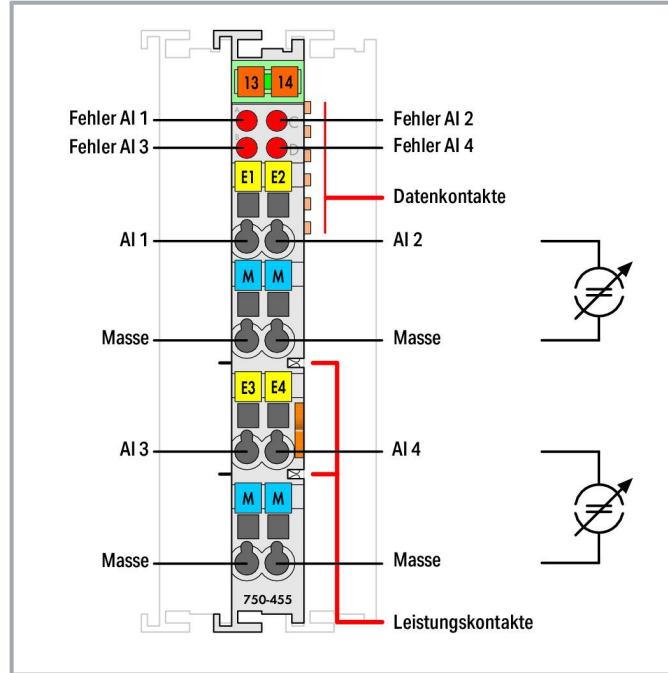 13 14
A C
Fehler AI 1 Fehler AI 2
B D
Fehler AI 3 Fehler AI 4
E1 E2
Datenkontakte
AI 1 AI 2
M M
Masse Masse
E3 E4
AI 3 AI 4
M M
Masse Masse
750-455
Leistungskontakte